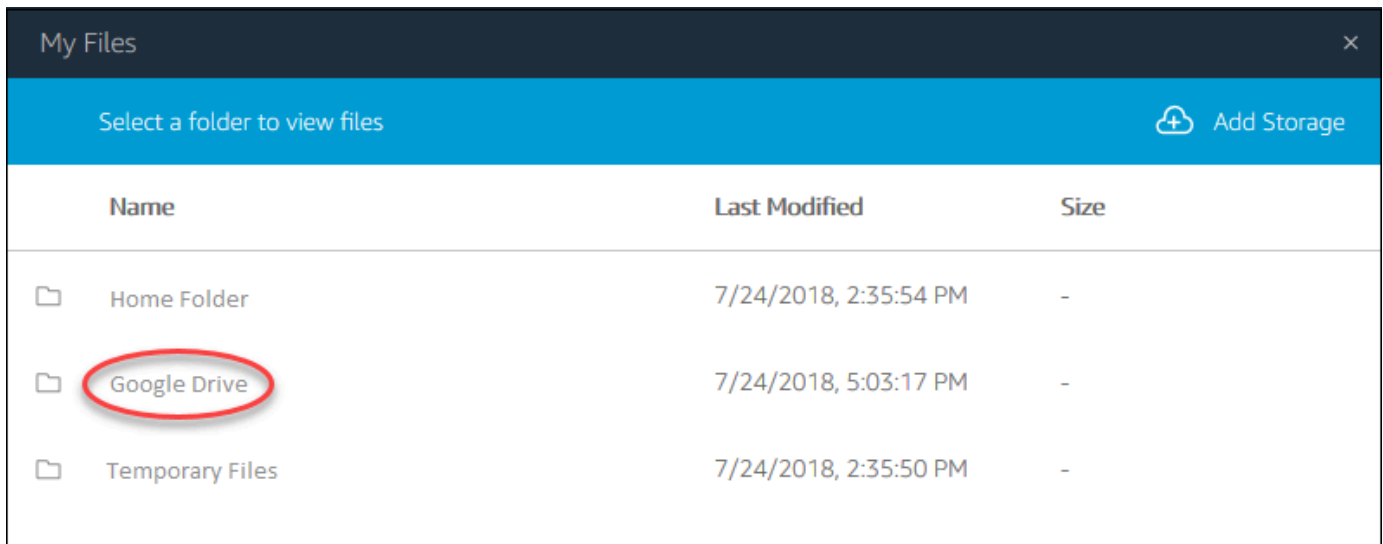 My Files ×
Select a folder to view files Add Storage
Name Last Modified Size
Home Folder 7/24/2018, 2:35:54 PM -
Google Drive 7/24/2018, 5:03:17 PM -
Temporary Files 7/24/2018, 2:35:50 PM -